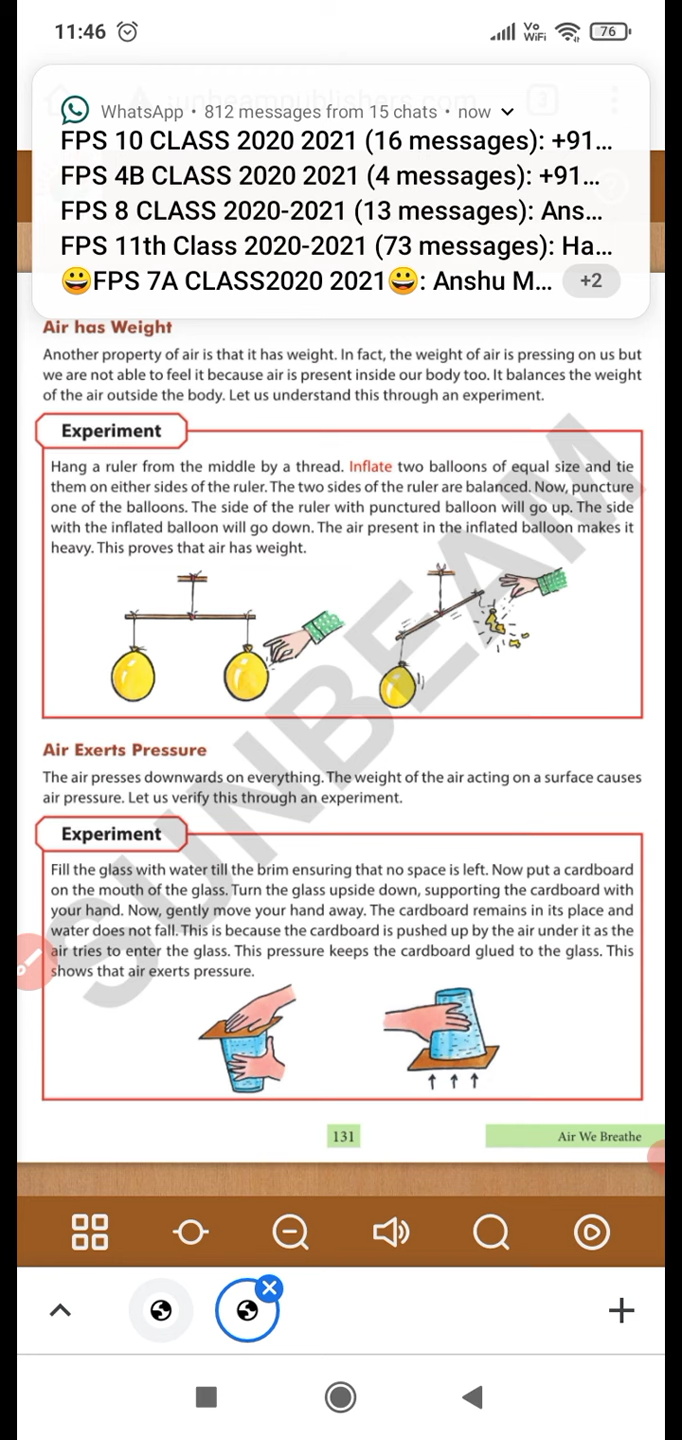 11:46
Vo
WiFi
76
WhatsApp • 812 messages from 15 chats • now
FPS 10 CLASS 2020 2021 (16 messages): +91...
FPS 4B CLASS 2020 2021 (4 messages): +91...
FPS 8 CLASS 2020-2021 (13 messages): Ans...
FPS 11th Class 2020-2021 (73 messages): Ha...
😀FPS 7A CLASS2020 2021😀: Anshu M... +2
Air has Weight
Another property of air is that it has weight. In fact, the weight of air is pressing on us but
we are not able to feel it because air is present inside our body too. It balances the weight
of the air outside the body. Let us understand this through an experiment.
Experiment
Hang a ruler from the middle by a thread. Inflate two balloons of equal size and tie
them on either sides of the ruler. The two sides of the ruler are balanced. Now, puncture
one of the balloons. The side of the ruler with punctured balloon will go up. The side
with the inflated balloon will go down. The air present in the inflated balloon makes it
heavy. This proves that air has weight.
Air Exerts Pressure
The air presses downwards on everything. The weight of the air acting on a surface causes
air pressure. Let us verify this through an experiment.
Experiment
Fill the glass with water till the brim ensuring that no space is left. Now put a cardboard
on the mouth of the glass. Turn the glass upside down, supporting the cardboard with
your hand. Now, gently move your hand away. The cardboard remains in its place and
water does not fall. This is because the cardboard is pushed up by the air under it as the
air tries to enter the glass. This pressure keeps the cardboard glued to the glass. This
shows that air exerts pressure.
SUNBEAM
131
Air We Breathe